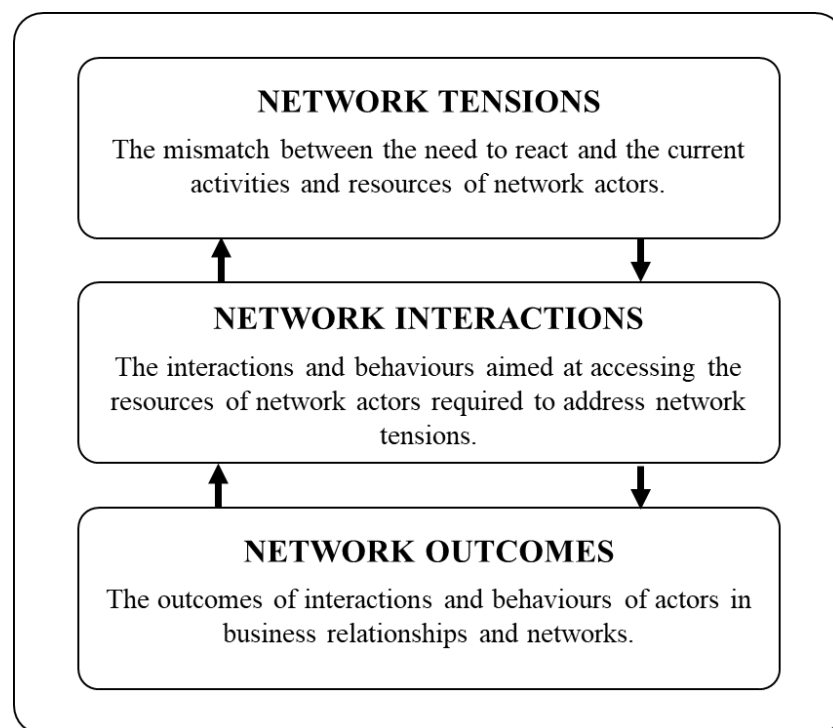 NETWORK TENSIONS
The mismatch between the need to react and the current
activities and resources of network actors.
NETWORK INTERACTIONS
The interactions and behaviours aimed at accessing the
resources of network actors required to address network
tensions.
NETWORK OUTCOMES
The outcomes of interactions and behaviours of actors in
business relationships and networks.